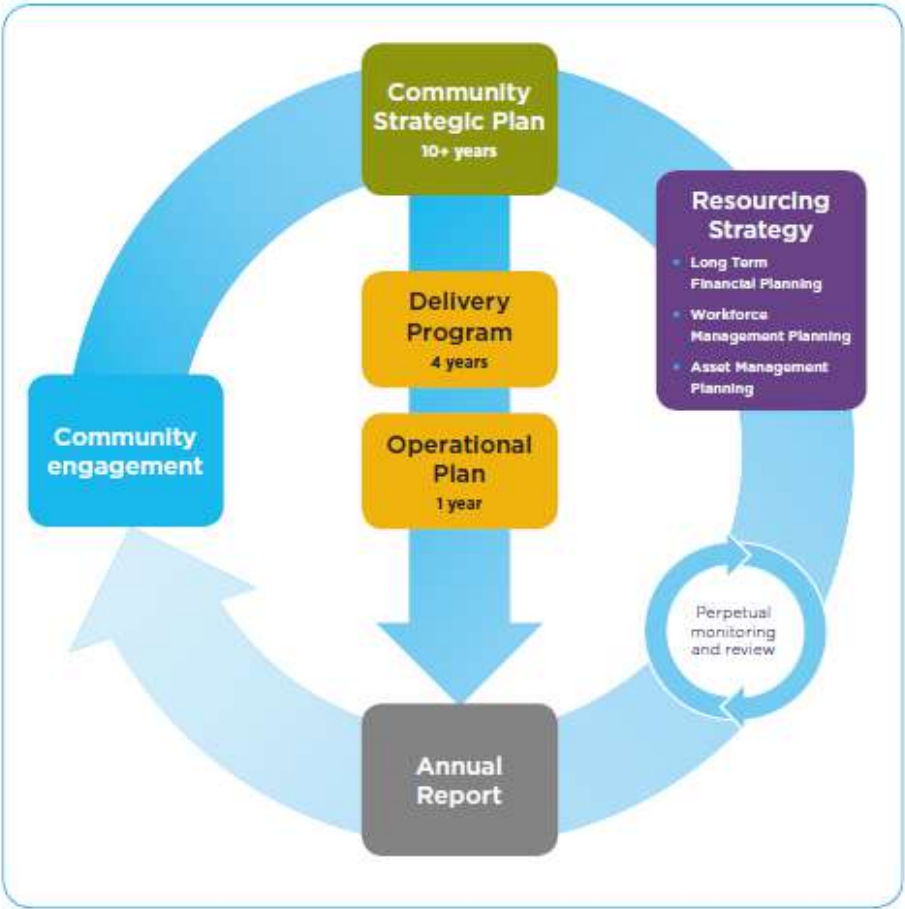 Community
Strategic Plan
10+ years
Resourcing
Strategy
• Long Term
Financial Planning
• Workforce
Management Planning
• Asset Management
Planning
Delivery
Program
4 years
Community
engagement
Operational
Plan
1 year
Perpetual
monitoring
and review
Annual
Report